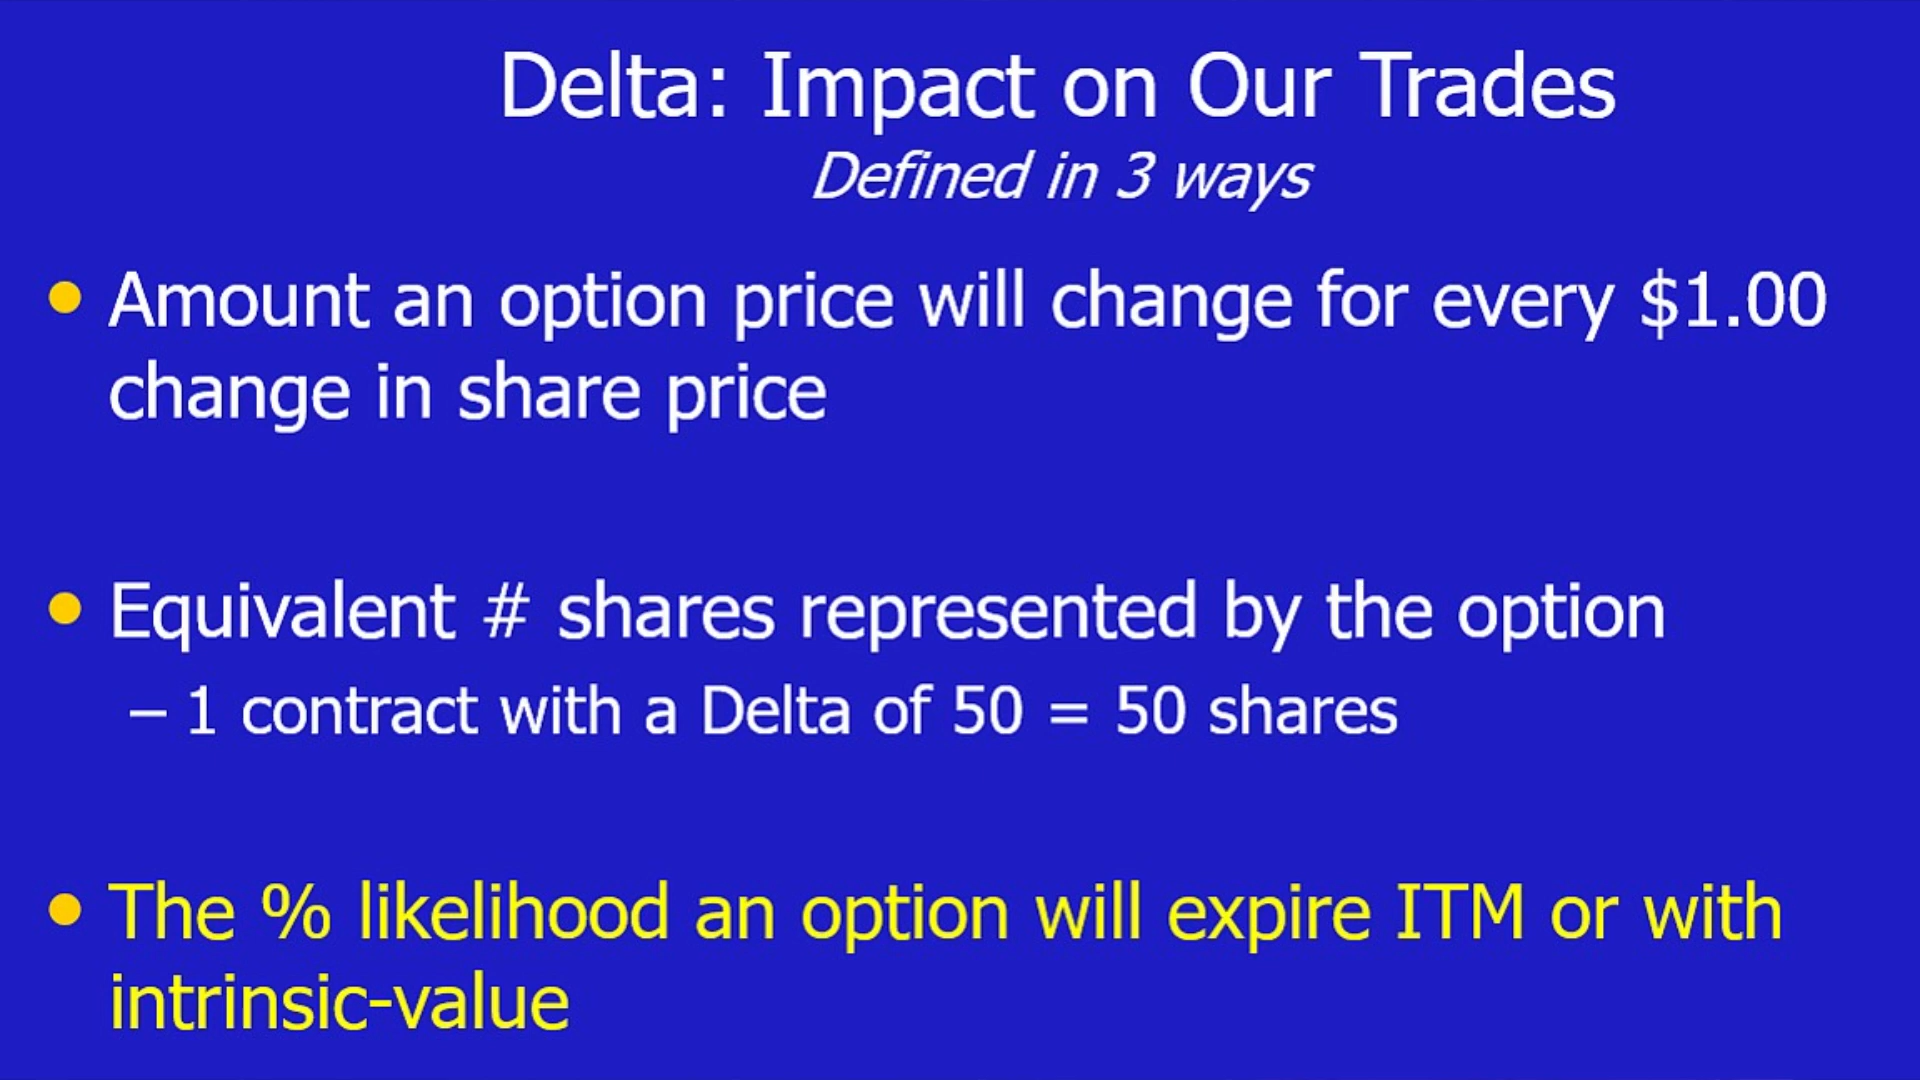 Delta: Impact on Our Trades
Defined in 3 ways
• Amount an option price will change for every $1.00
change in share price
• Equivalent # shares represented by the option
– 1 contract with a Delta of 50 = 50 shares
• The % likelihood an option will expire ITM or with
intrinsic-value